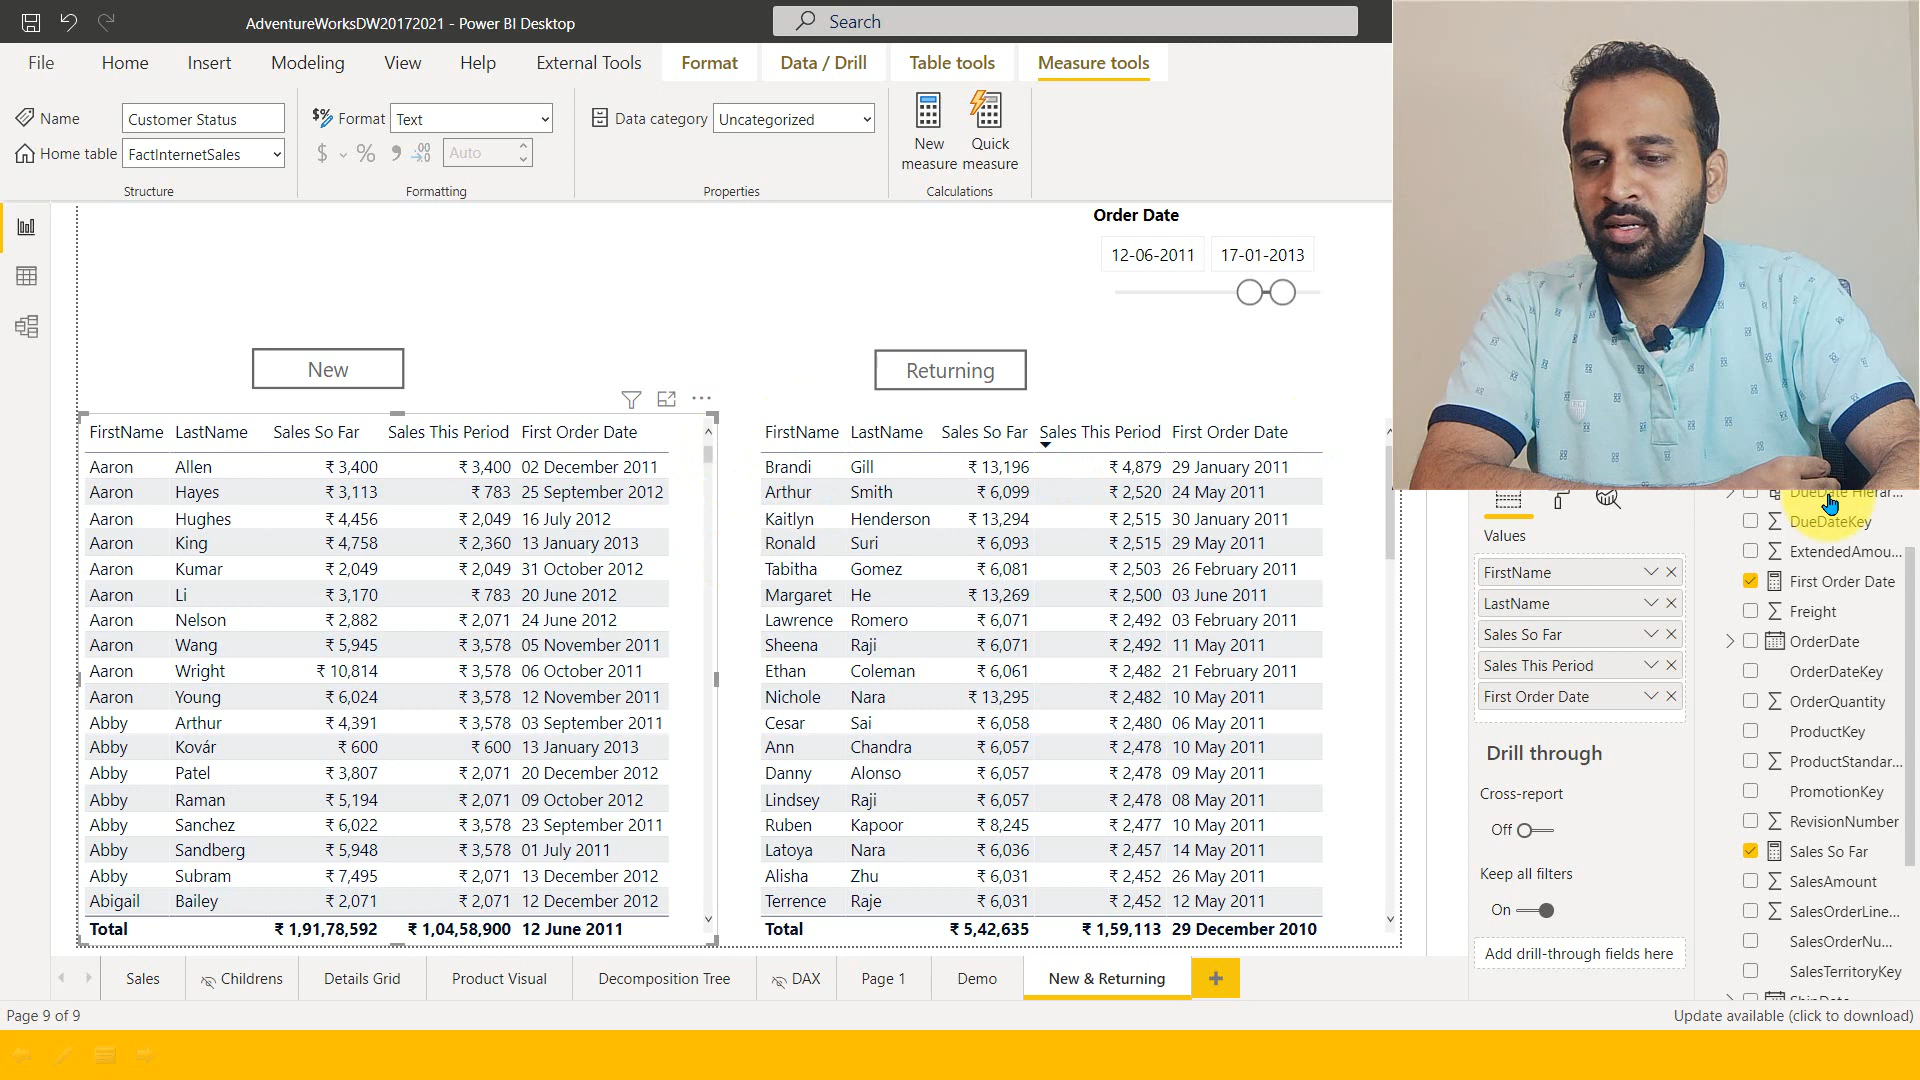 AdventureWorksDW20172021 - Power BI Desktop
Search
File Home Insert Modeling View Help External Tools Format Data / Drill Table tools Measure tools
Name Customer Status
Home table FactInternetSales
Structure
Format Text
$ % Auto
Formatting
Data category Uncategorized
Properties
New measure
Quick measure
Calculations
Order Date
12-06-2011 17-01-2013
New
Returning
FirstName LastName Sales So Far Sales This Period First Order Date
Aaron Allen ₹ 3,400 ₹ 3,400 02 December 2011
Aaron Hayes ₹ 3,113 ₹ 783 25 September 2012
Aaron Hughes ₹ 4,456 ₹ 2,049 16 July 2012
Aaron King ₹ 4,758 ₹ 2,360 13 January 2013
Aaron Kumar ₹ 2,049 ₹ 2,049 31 October 2012
Aaron Li ₹ 3,170 ₹ 783 20 June 2012
Aaron Nelson ₹ 2,882 ₹ 2,071 24 June 2012
Aaron Wang ₹ 5,945 ₹ 3,578 05 November 2011
Aaron Wright ₹ 10,814 ₹ 3,578 06 October 2011
Aaron Young ₹ 6,024 ₹ 3,578 12 November 2011
Abby Arthur ₹ 4,391 ₹ 3,578 03 September 2011
Abby Kovár ₹ 600 ₹ 600 13 January 2013
Abby Patel ₹ 3,807 ₹ 2,071 20 December 2012
Abby Raman ₹ 5,194 ₹ 2,071 09 October 2012
Abby Sanchez ₹ 6,022 ₹ 3,578 23 September 2011
Abby Sandberg ₹ 5,948 ₹ 3,578 01 July 2011
Abby Subram ₹ 7,495 ₹ 2,071 13 December 2012
Abigail Bailey ₹ 2,071 ₹ 2,071 12 December 2012
Total ₹ 1,91,78,592 ₹ 1,04,58,900 12 June 2011
FirstName LastName Sales So Far Sales This Period First Order Date
Brandi Gill ₹ 13,196 ₹ 4,879 29 January 2011
Arthur Smith ₹ 6,099 ₹ 2,520 24 May 2011
Kaitlyn Henderson ₹ 13,294 ₹ 2,515 30 January 2011
Ronald Suri ₹ 6,093 ₹ 2,515 29 May 2011
Tabitha Gomez ₹ 6,081 ₹ 2,503 26 February 2011
Margaret He ₹ 13,269 ₹ 2,500 03 June 2011
Lawrence Romero ₹ 6,071 ₹ 2,492 03 February 2011
Sheena Raji ₹ 6,071 ₹ 2,492 11 May 2011
Ethan Coleman ₹ 6,061 ₹ 2,482 21 February 2011
Nichole Nara ₹ 13,295 ₹ 2,482 10 May 2011
Cesar Sai ₹ 6,058 ₹ 2,480 06 May 2011
Ann Chandra ₹ 6,057 ₹ 2,478 10 May 2011
Danny Alonso ₹ 6,057 ₹ 2,478 09 May 2011
Lindsey Raji ₹ 6,057 ₹ 2,478 08 May 2011
Ruben Kapoor ₹ 8,245 ₹ 2,477 10 May 2011
Latoya Nara ₹ 6,036 ₹ 2,457 14 May 2011
Alisha Zhu ₹ 6,031 ₹ 2,452 26 May 2011
Terrence Raje ₹ 6,031 ₹ 2,452 12 May 2011
Total ₹ 5,42,635 ₹ 1,59,113 29 December 2010
Values
FirstName
LastName
Sales So Far
Sales This Period
First Order Date
Drill through
Cross-report
Off
Keep all filters
On
Add drill-through fields here
DueDate Hierar...
DueDateKey
ExtendedAmou...
First Order Date
Freight
OrderDate
OrderDateKey
OrderQuantity
ProductKey
ProductStandar...
PromotionKey
RevisionNumber
Sales So Far
SalesAmount
SalesOrderLine...
SalesOrderNu...
SalesTerritoryKey
Sales Childrens Details Grid Product Visual Decomposition Tree DAX Page 1 Demo New & Returning +
Page 9 of 9
Update available (click to download)